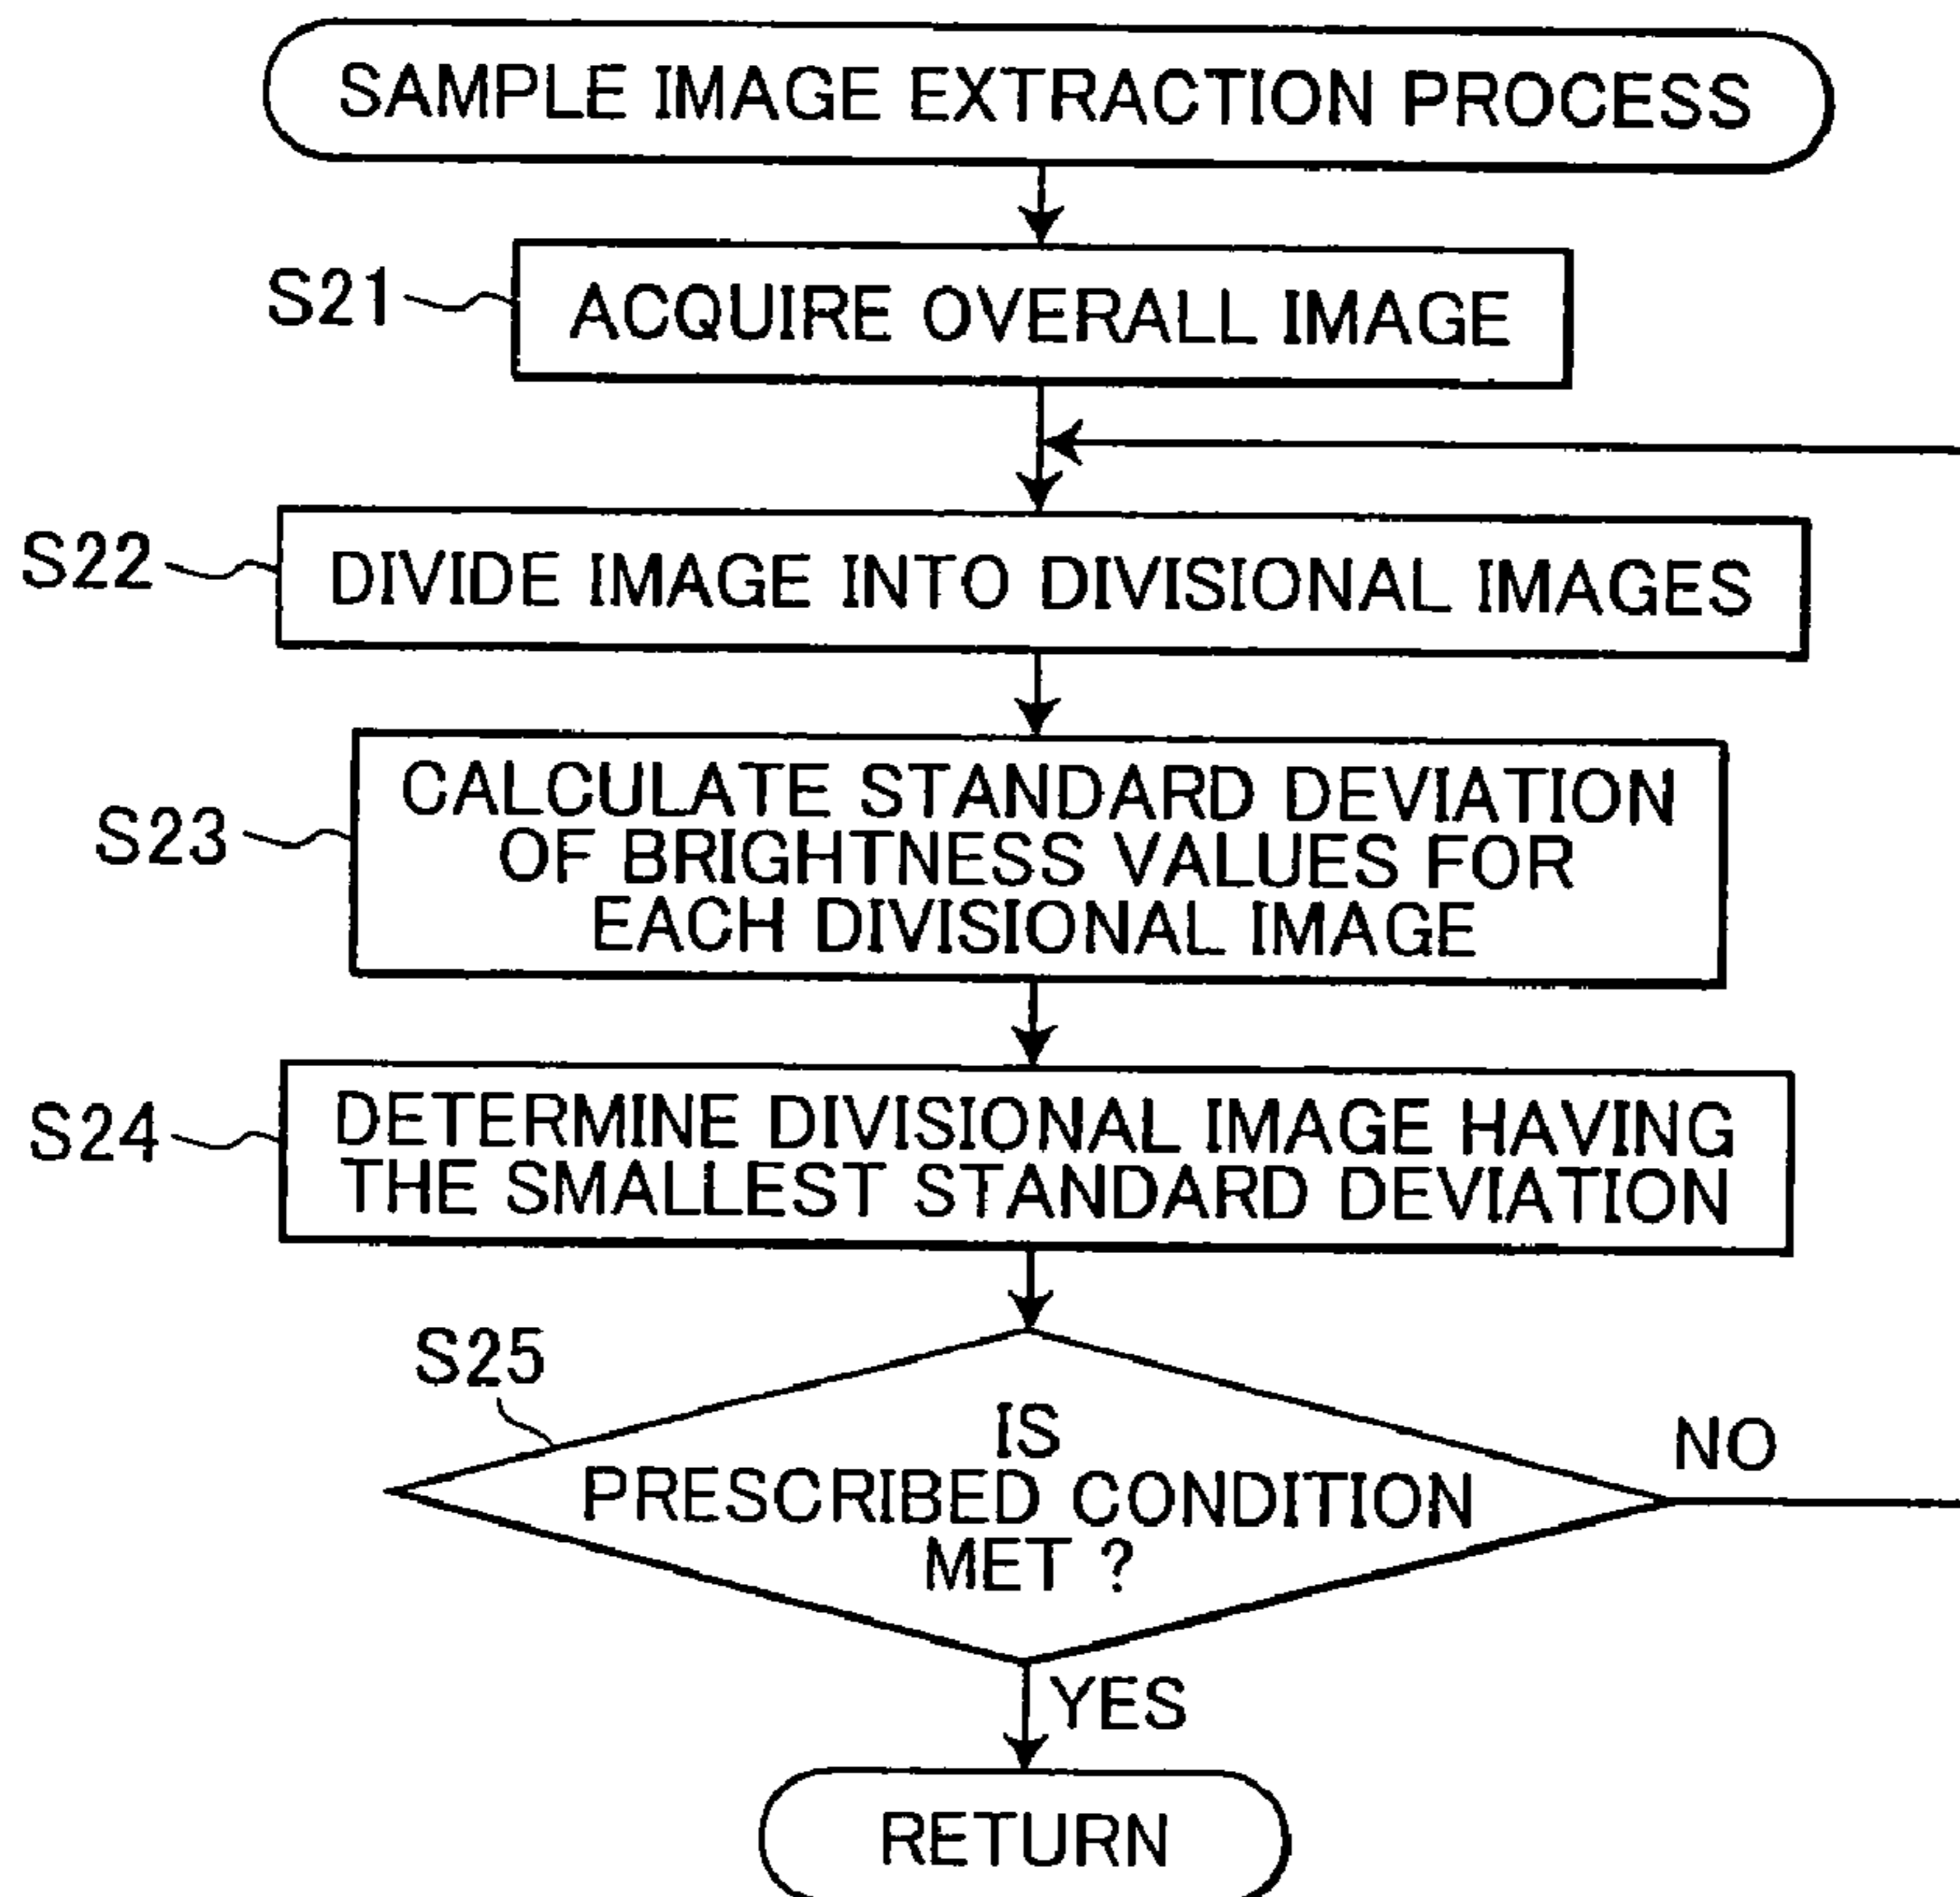 SAMPLE IMAGE EXTRACTION PROCESS
S21
ACQUIRE OVERALL IMAGE
S22
DIVIDE IMAGE INTO DIVISIONAL IMAGES
S23
CALCULATE STANDARD DEVIATION
OF BRIGHTNESS VALUES FOR
EACH DIVISIONAL IMAGE
S24
DETERMINE DIVISIONAL IMAGE HAVING
THE SMALLEST STANDARD DEVIATION
S25
IS
PRESCRIBED CONDITION
MET ?
NO
YES
RETURN